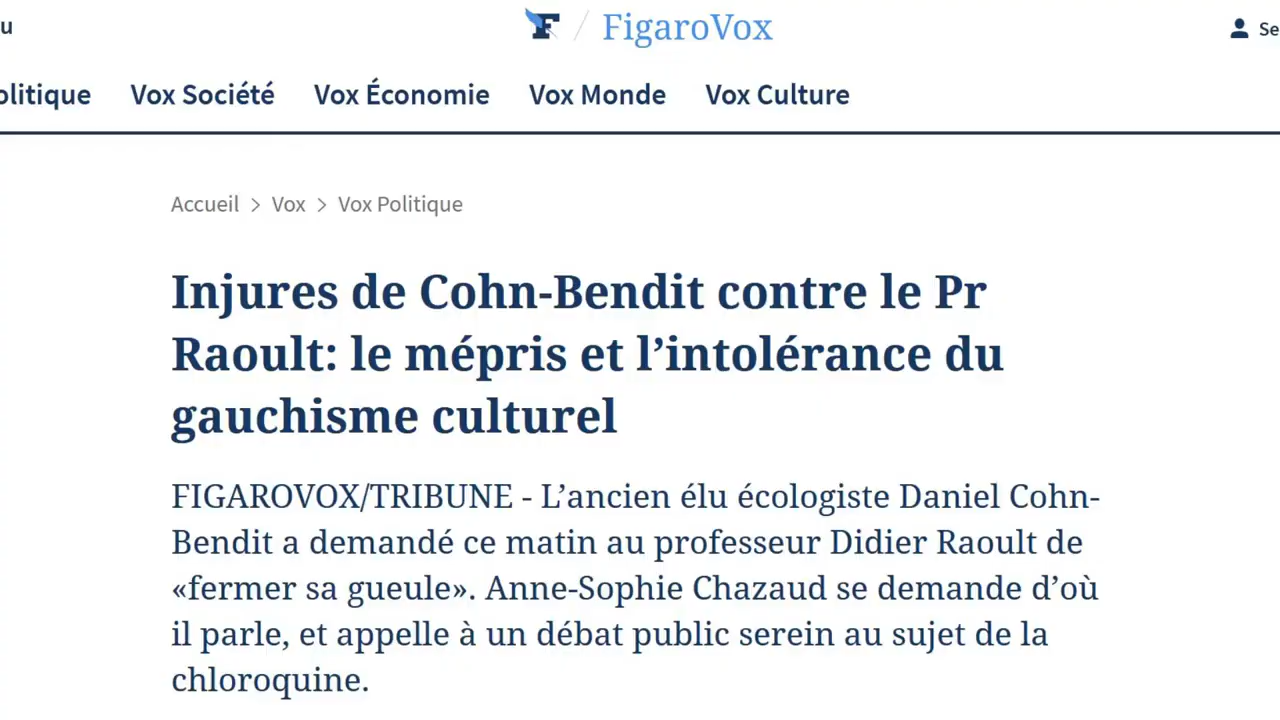 u
F / FigaroVox
Se
olitique Vox Société Vox Économie Vox Monde Vox Culture
Accueil > Vox > Vox Politique
Injures de Cohn-Bendit contre le Pr
Raoult: le mépris et l’intolérance du
gauchisme culturel
FIGAROVOX/TRIBUNE - L’ancien élu écologiste Daniel Cohn-
Bendit a demandé ce matin au professeur Didier Raoult de
«fermer sa gueule». Anne-Sophie Chazaud se demande d’où
il parle, et appelle à un débat public serein au sujet de la
chloroquine.